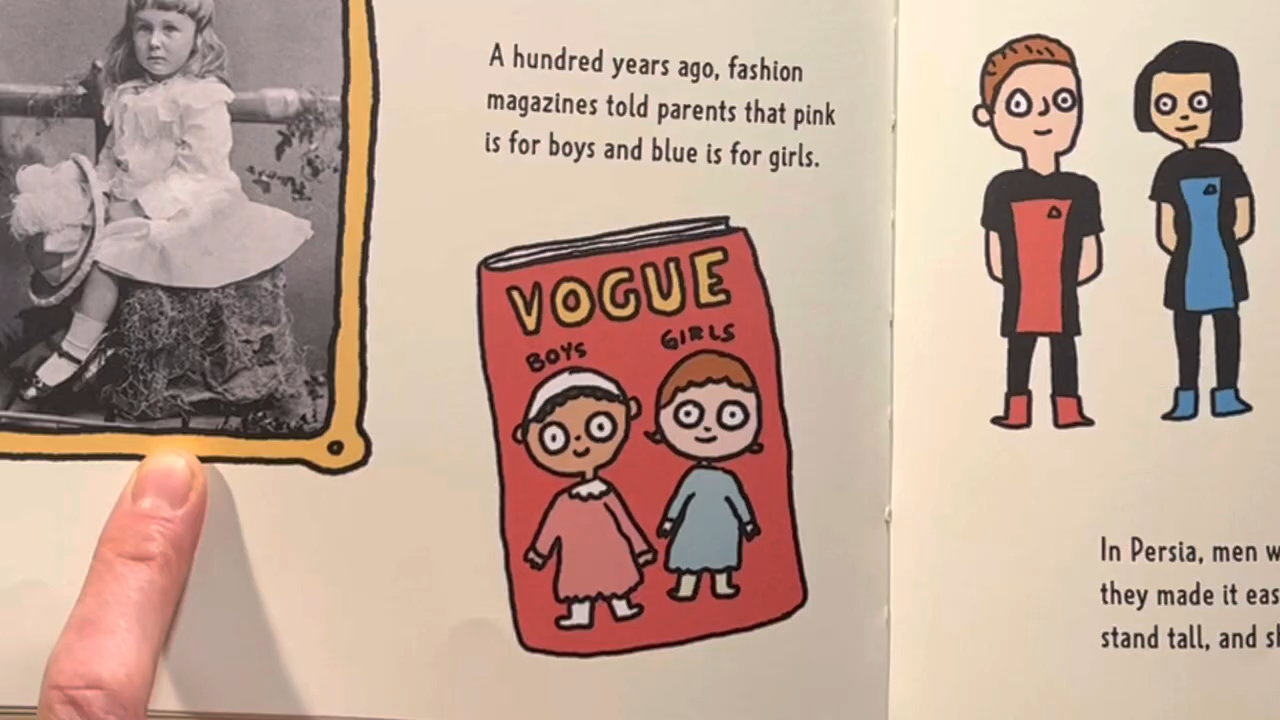 A hundred years ago, fashion
magazines told parents that pink
is for boys and blue is for girls.
VOGUE
BOYS
GIRLS
In Persia, men
they made it
stand tall, and